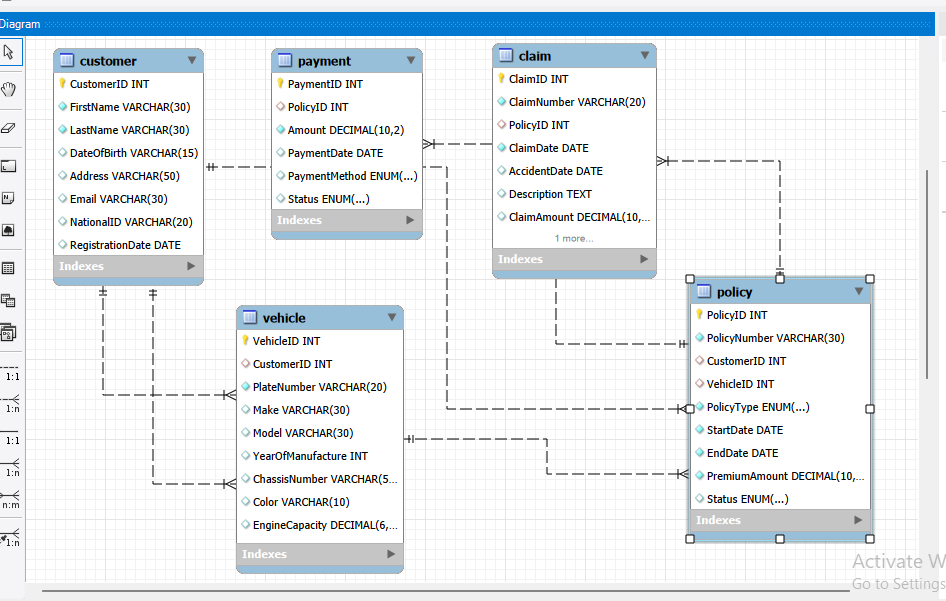 Diagram
customer
CustomerID INT
FirstName VARCHAR(30)
LastName VARCHAR(30)
DateOfBirth VARCHAR(15)
Address VARCHAR(50)
Email VARCHAR(30)
NationalID VARCHAR(20)
RegistrationDate DATE
Indexes
payment
PaymentID INT
PolicyID INT
Amount DECIMAL(10,2)
PaymentDate DATE
PaymentMethod ENUM(...)
Status ENUM(...)
Indexes
claim
ClaimID INT
ClaimNumber VARCHAR(20)
PolicyID INT
ClaimDate DATE
AccidentDate DATE
Description TEXT
ClaimAmount DECIMAL(10,...
1 more...
Indexes
vehicle
VehicleID INT
CustomerID INT
PlateNumber VARCHAR(20)
Make VARCHAR(30)
Model VARCHAR(30)
YearOfManufacture INT
ChassisNumber VARCHAR(5...
Color VARCHAR(10)
EngineCapacity DECIMAL(6,...
Indexes
policy
PolicyID INT
PolicyNumber VARCHAR(30)
CustomerID INT
VehicleID INT
PolicyType ENUM(...)
StartDate DATE
EndDate DATE
PremiumAmount DECIMAL(10,...
Status ENUM(...)
Indexes
1:1
1:n
1:1
1:n
n:m
1:n
Activate W
Go to Settings